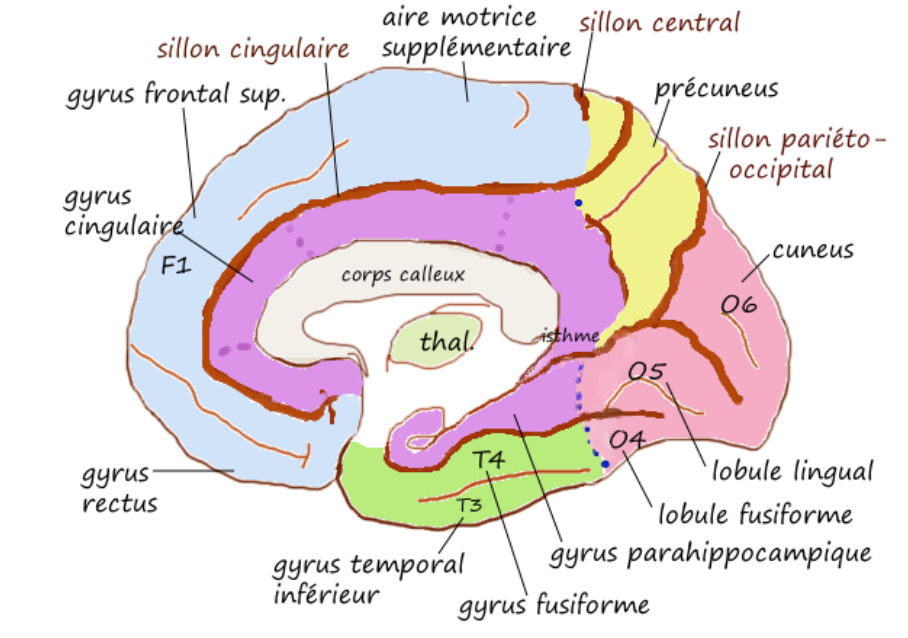 aire motrice
supplémentaire
sillon central
sillon cingulaire
gyrus frontal sup.
précuneus
sillon pariéto-
occipital
gyrus
cingulaire
cuneus
F1
corps calleux
O6
thal.
isthme
O5
O4
T4
T3
lobule lingual
gyrus
rectus
lobule fusiforme
gyrus parahippocampique
gyrus temporal
inférieur
gyrus fusiforme